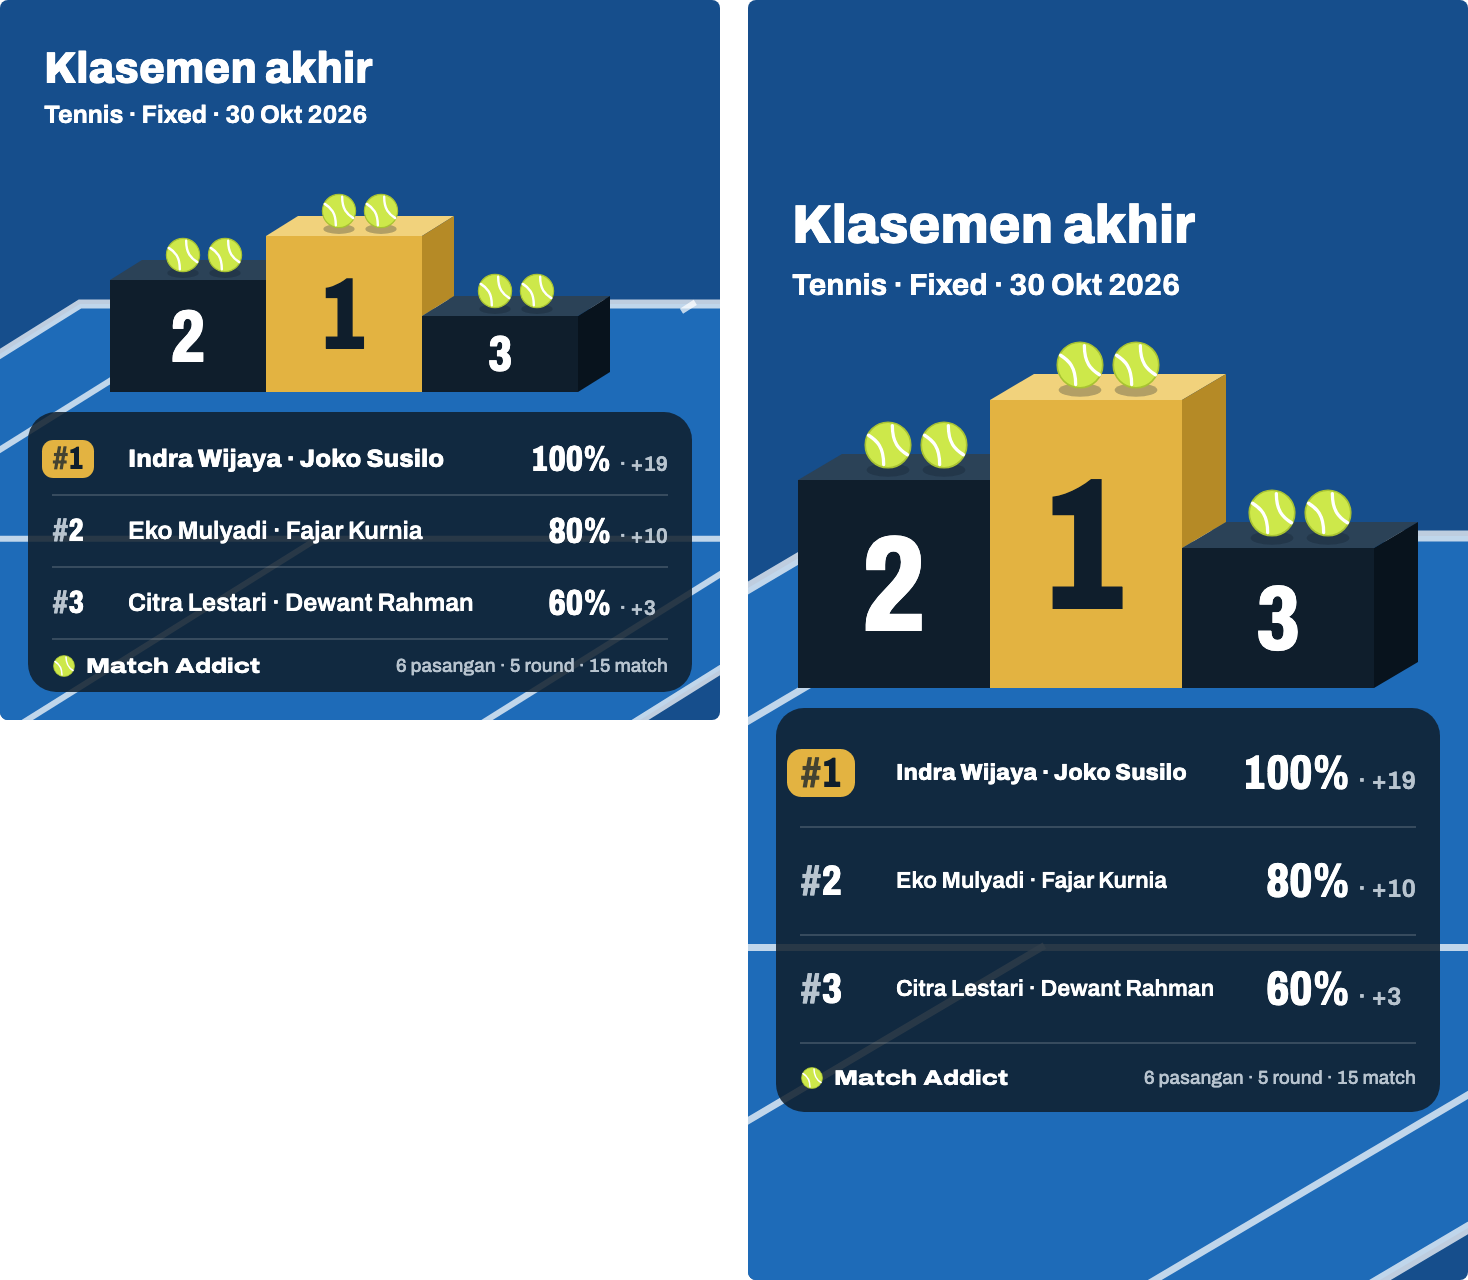 Klasemen akhir
Tennis · Fixed · 30 Okt 2026
2
1
3
#1 Indra Wijaya · Joko Susilo 100% · +19
#2 Eko Mulyadi · Fajar Kurnia 80% · +10
#3 Citra Lestari · Dewant Rahman 60% · +3
Match Addict 6 pasangan · 5 round · 15 match
Klasemen akhir
Tennis · Fixed · 30 Okt 2026
2
1
3
#1 Indra Wijaya · Joko Susilo 100% · +19
#2 Eko Mulyadi · Fajar Kurnia 80% · +10
#3 Citra Lestari · Dewant Rahman 60% · +3
Match Addict 6 pasangan · 5 round · 15 match